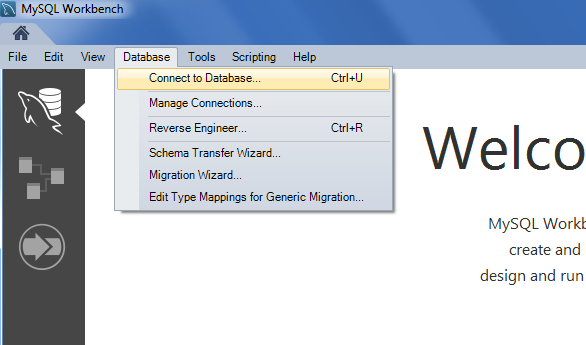 MySQL Workbench
File Edit View Database Tools Scripting Help
Connect to Database... Ctrl+U
Manage Connections...
Reverse Engineer... Ctrl+R
Schema Transfer Wizard...
Migration Wizard...
Edit Type Mappings for Generic Migration...
Welco
MySQL Workb
create and
design and run